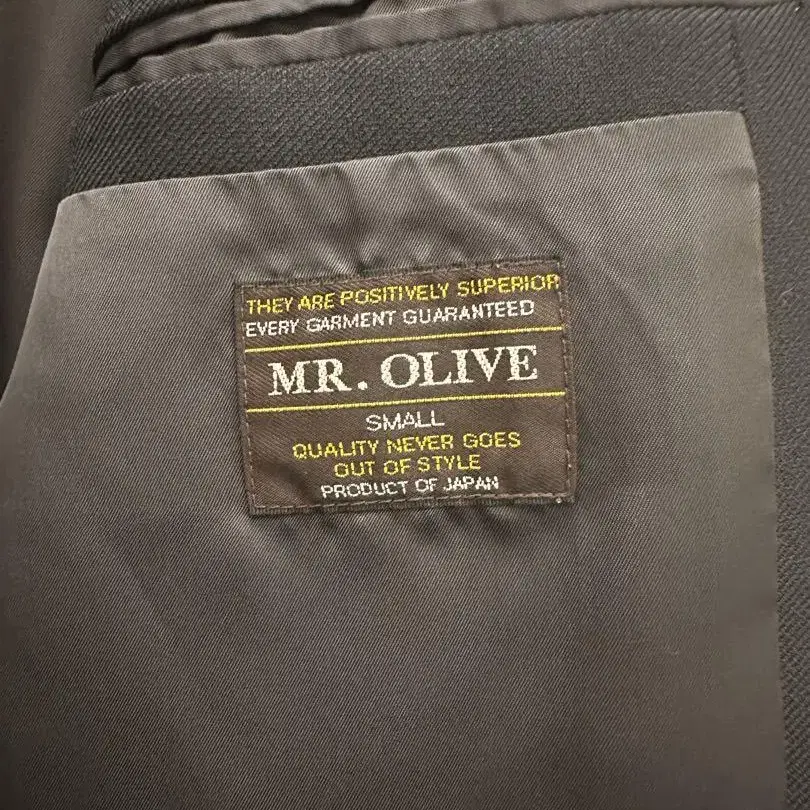 THEY ARE POSITIVELY SUPERIOR
EVERY GARMENT GUARANTEED
MR. OLIVE
SMALL
QUALITY NEVER GOES
OUT OF STYLE
PRODUCT OF JAPAN